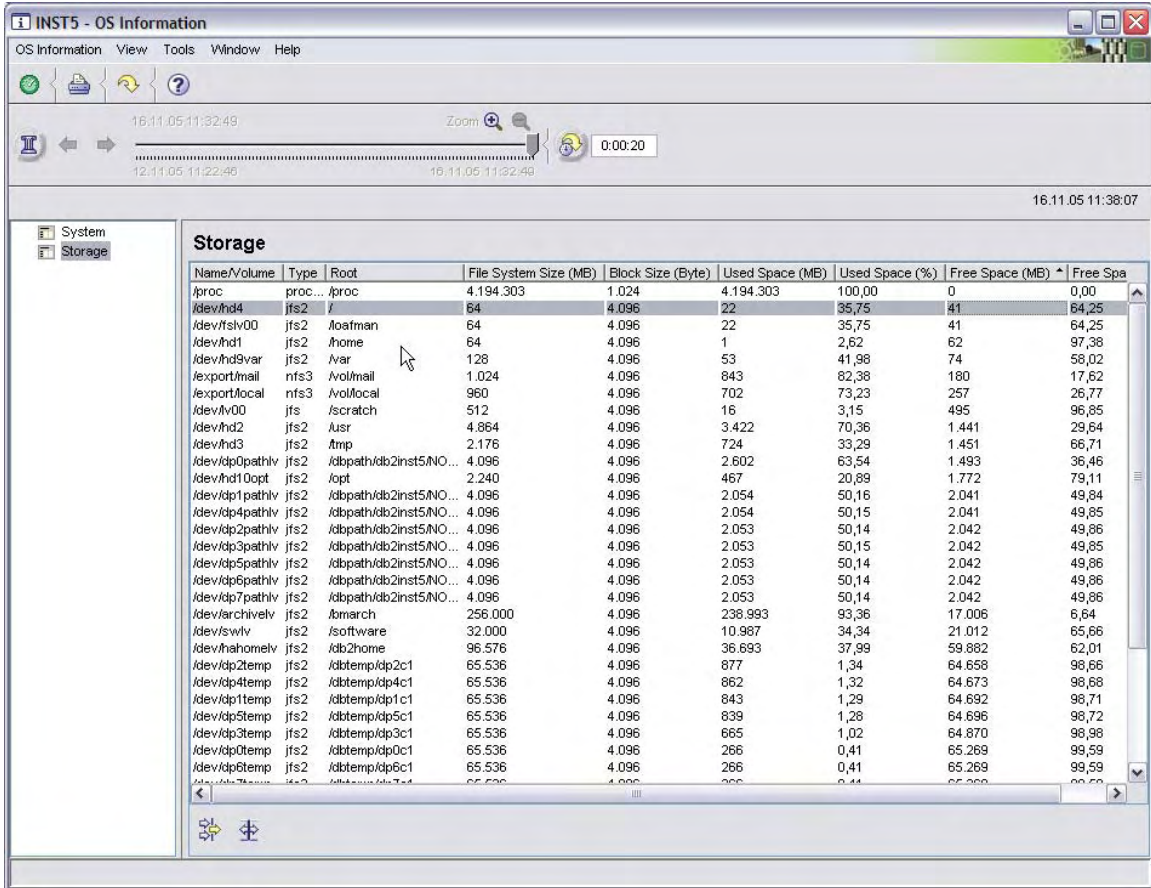 INST5 - OS Information
OS Information View Tools Window Help
16.11.05 11:32:49 Zoom
0:00:20
12.11.05 11:22:46 16.11.05 11:32:49
16.11.05 11:38:07
System
Storage
Storage
Name/Volume Type Root File System Size (MB) Block Size (Byte) Used Space (MB) Used Space (%) Free Space (MB) Free Spa
/proc proc... /proc 4.194.303 1.024 4.194.303 100,00 0 0,00
/dev/hd4 jfs2 / 64 4.096 22 35,75 41 64,25
/dev/fslv00 jfs2 /loafman 64 4.096 22 35,75 41 64,25
/dev/hd1 jfs2 /home 64 4.096 1 2,62 62 97,38
/dev/hd9var jfs2 /var 128 4.096 53 41,98 74 58,02
/export/mail nfs3 /vol/mail 1.024 4.096 843 82,38 180 17,62
/export/local nfs3 /vol/local 960 4.096 702 73,23 257 26,77
/dev/lv00 jfs /scratch 512 4.096 16 3,15 495 96,85
/dev/hd2 jfs2 /usr 4.864 4.096 3.422 70,36 1.441 29,64
/dev/hd3 jfs2 /tmp 2.176 4.096 724 33,29 1.451 66,71
/dev/dp0pathlv jfs2 /dbpath/db2inst5/NO... 4.096 4.096 2.602 63,54 1.493 36,46
/dev/hd10opt jfs2 /opt 2.240 4.096 467 20,89 1.772 79,11
/dev/dp1pathlv jfs2 /dbpath/db2inst5/NO... 4.096 4.096 2.054 50,16 2.041 49,84
/dev/dp4pathlv jfs2 /dbpath/db2inst5/NO... 4.096 4.096 2.054 50,15 2.041 49,85
/dev/dp2pathlv jfs2 /dbpath/db2inst5/NO... 4.096 4.096 2.053 50,14 2.042 49,86
/dev/dp3pathlv jfs2 /dbpath/db2inst5/NO... 4.096 4.096 2.053 50,15 2.042 49,85
/dev/dp5pathlv jfs2 /dbpath/db2inst5/NO... 4.096 4.096 2.053 50,14 2.042 49,86
/dev/dp6pathlv jfs2 /dbpath/db2inst5/NO... 4.096 4.096 2.053 50,14 2.042 49,86
/dev/dp7pathlv jfs2 /dbpath/db2inst5/NO... 4.096 4.096 2.053 50,14 2.042 49,86
/dev/archivelv jfs2 /bmarch 256.000 4.096 238.993 93,36 17.006 6,64
/dev/swlv jfs2 /software 32.000 4.096 10.987 34,34 21.012 65,66
/dev/hahomelv jfs2 /db2home 96.576 4.096 36.693 37,99 59.882 62,01
/dev/dp2temp jfs2 /dbtemp/dp2c1 65.536 4.096 877 1,34 64.658 98,66
/dev/dp4temp jfs2 /dbtemp/dp4c1 65.536 4.096 862 1,32 64.673 98,68
/dev/dp1temp jfs2 /dbtemp/dp1c1 65.536 4.096 843 1,29 64.692 98,71
/dev/dp5temp jfs2 /dbtemp/dp5c1 65.536 4.096 839 1,28 64.696 98,72
/dev/dp3temp jfs2 /dbtemp/dp3c1 65.536 4.096 665 1,02 64.870 98,98
/dev/dp0temp jfs2 /dbtemp/dp0c1 65.536 4.096 266 0,41 65.269 99,59
/dev/dp6temp jfs2 /dbtemp/dp6c1 65.536 4.096 266 0,41 65.269 99,59